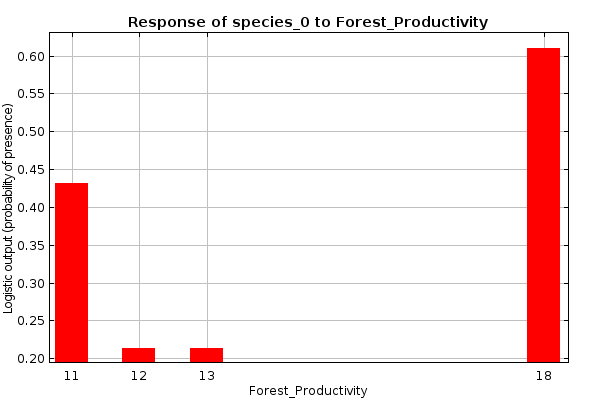 Response of species_0 to Forest_Productivity
Logistic output (probability of presence)
0.60
0.55
0.50
0.45
0.40
0.35
0.30
0.25
0.20
11 12 13 18
Forest_Productivity